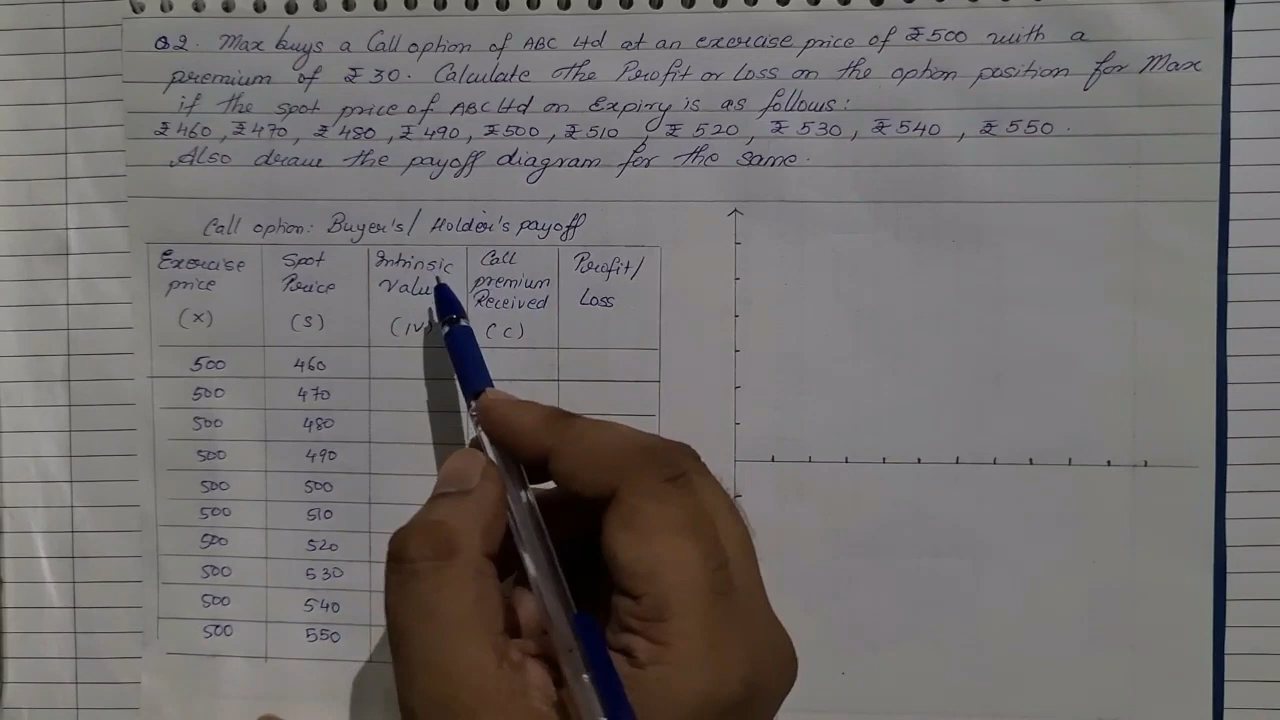 Q2. Max buys a Call option of ABC Ltd at an exercise price of ₹500 with a
premium of ₹30. Calculate the Profit or Loss on the option position for Max
if the spot price of ABC Ltd on Expiry is as follows:
₹460, ₹470, ₹480, ₹490, ₹500, ₹510, ₹520, ₹530, ₹540, ₹550.
Also draw the payoff diagram for the same.
Call option: Buyer's/ Holder's payoff
Exercise price (X) Spot Price (S) Intrinsic Value (IV) Call premium Received (C) Profit/ Loss
500 460
500 470
500 480
500 490
500 500
500 510
500 520
500 530
500 540
500 550